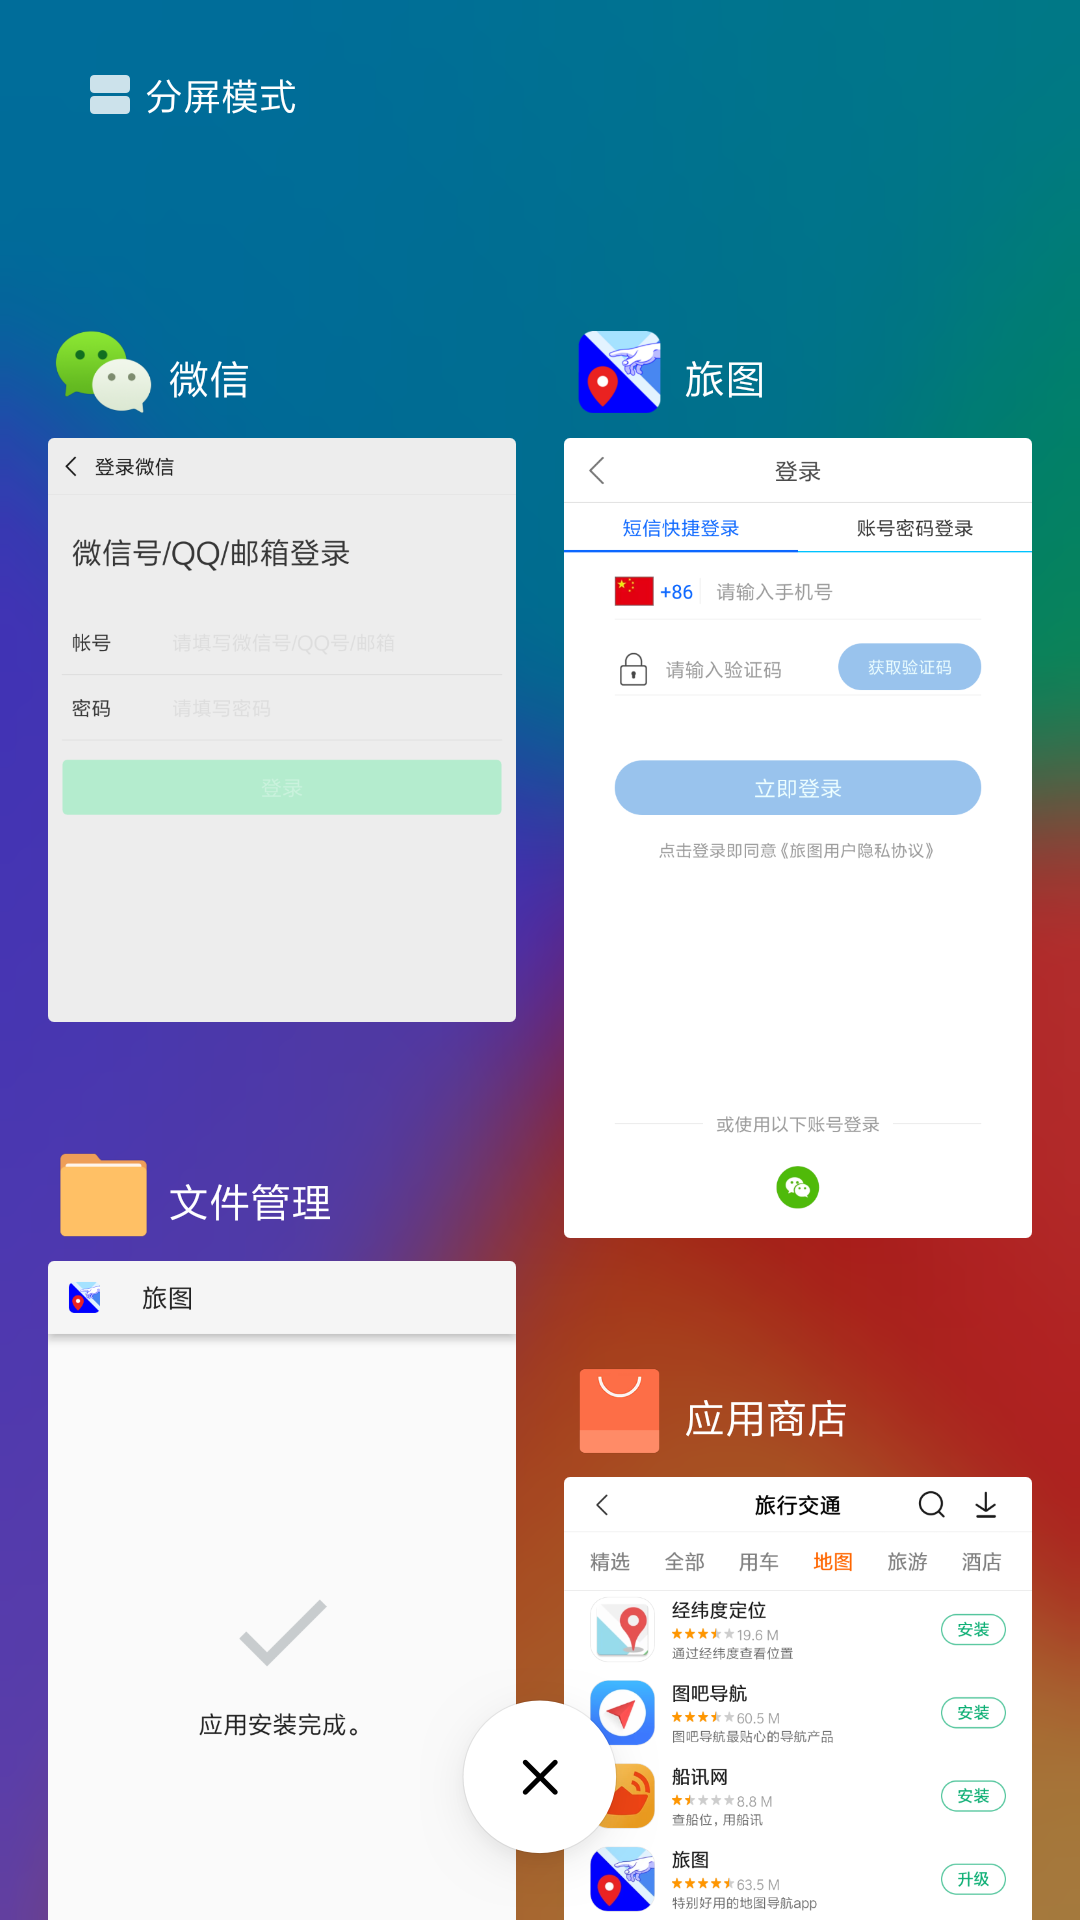 分屏模式
微信
登录微信
微信号/QQ/邮箱登录
帐号 请填写微信号/QQ号/邮箱
密码 请填写密码
登录
旅图
登录
短信快捷登录 账号密码登录
+86 请输入手机号
请输入验证码 获取验证码
立即登录
点击登录即同意《旅图用户隐私协议》
或使用以下账号登录
文件管理
旅图
应用安装完成。
应用商店
旅行交通
精选 全部 用车 地图 旅游 酒店
经纬度定位
19.6 M
通过经纬度查看位置
安装
图吧导航
60.5 M
图吧导航最贴心的导航产品
安装
船讯网
8.8 M
查船位，用船讯
安装
旅图
63.5 M
特别好用的地图导航app
升级